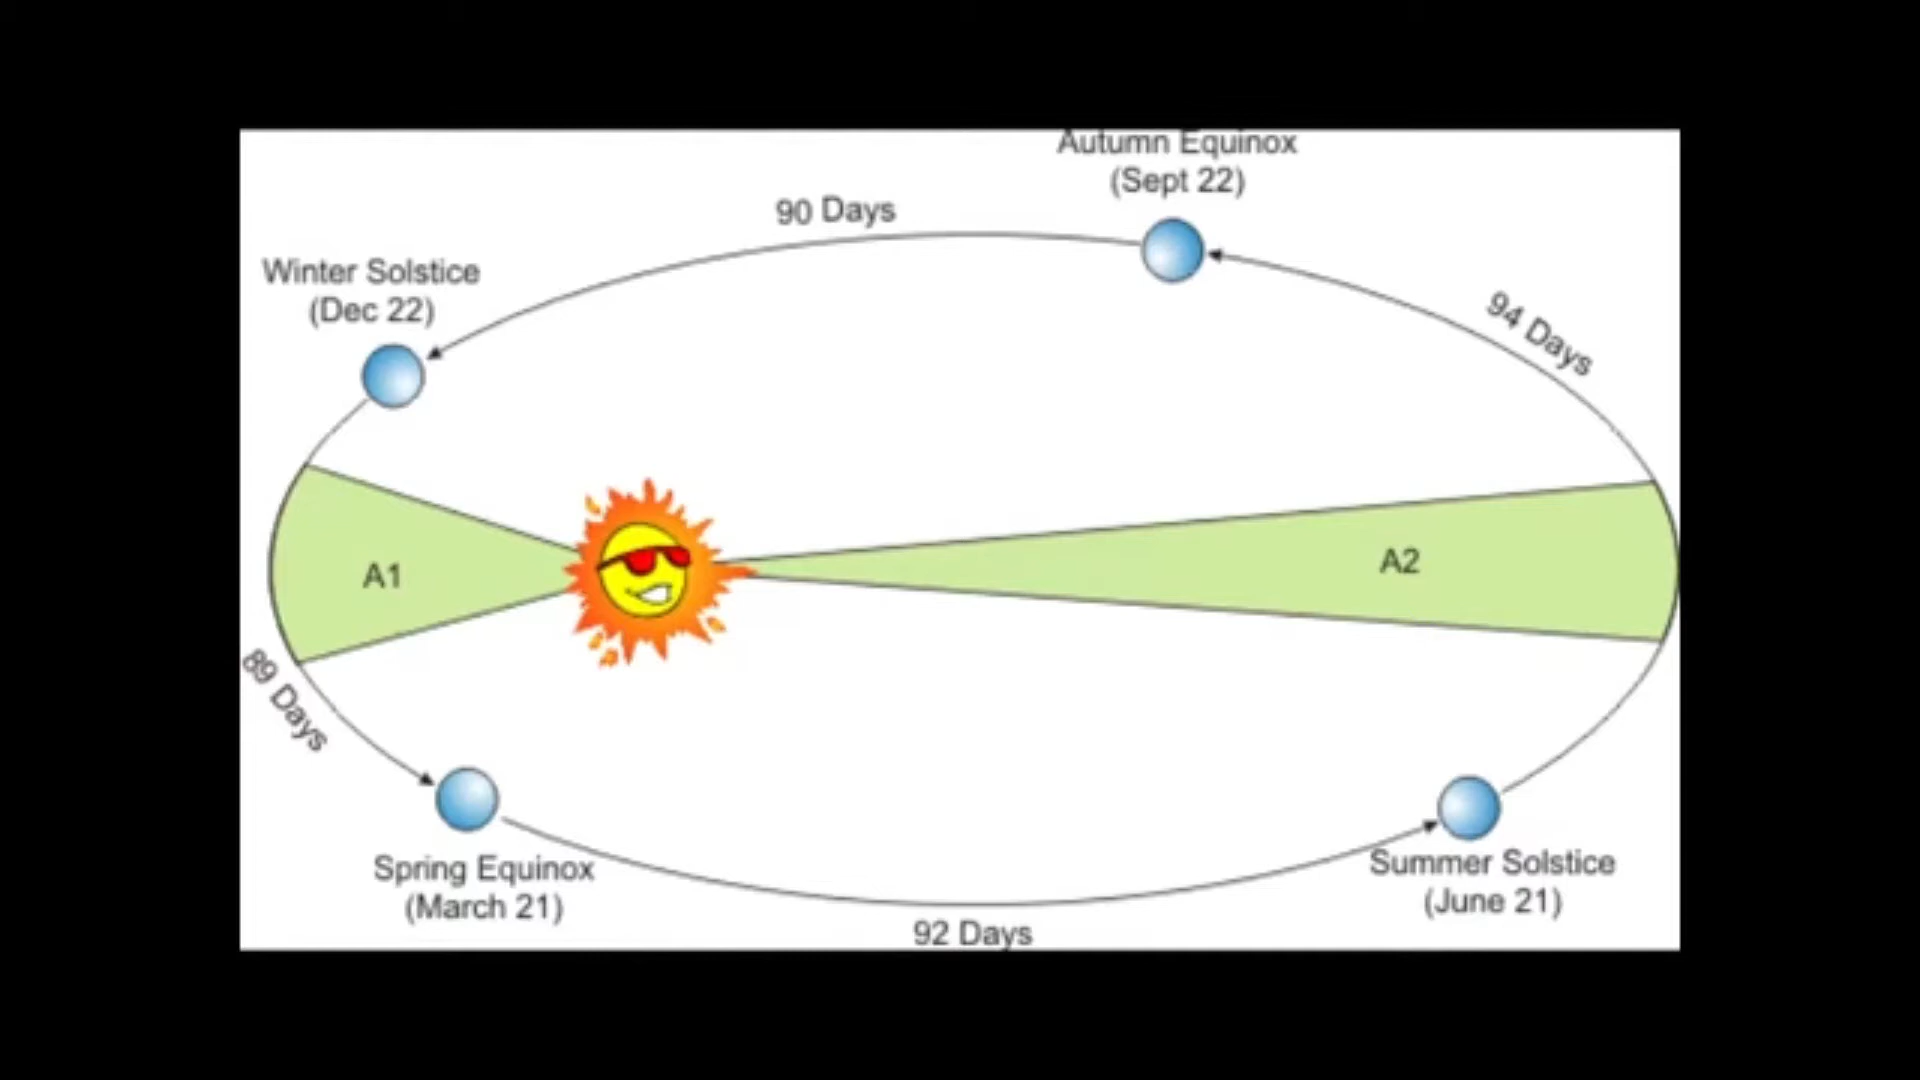 Autumn Equinox
(Sept 22)
90 Days
Winter Solstice
(Dec 22)
94 Days
A1
A2
89 Days
Spring Equinox
(March 21)
Summer Solstice
(June 21)
92 Days